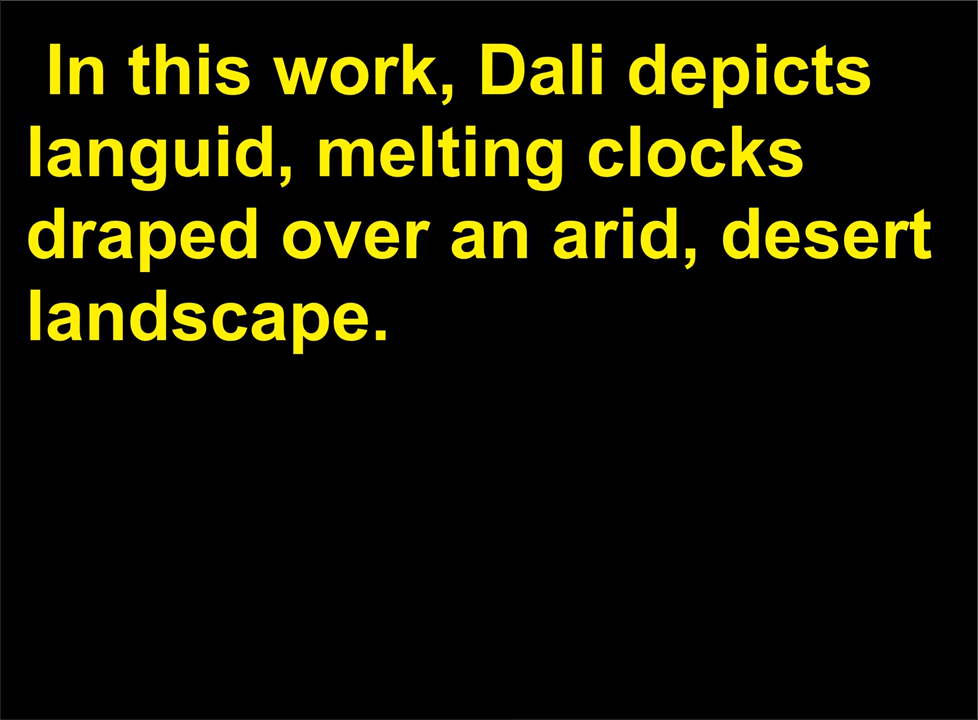 In this work, Dali depicts
languid, melting clocks
draped over an arid, desert
landscape.